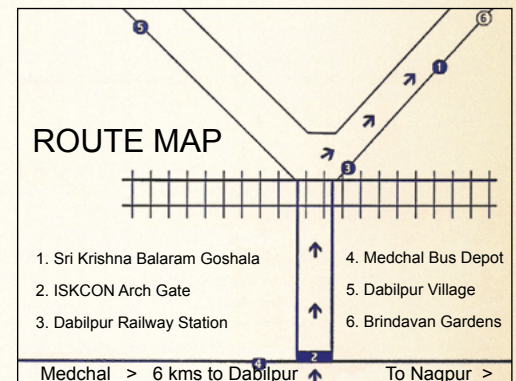 6
5
1
ROUTE MAP
3
1. Sri Krishna Balaram Goshala
2. ISKCON Arch Gate
3. Dabilpur Railway Station
4. Medchal Bus Depot
5. Dabilpur Village
6. Brindavan Gardens
2
4
Medchal > 6 kms to Dabilpur To Nagpur >